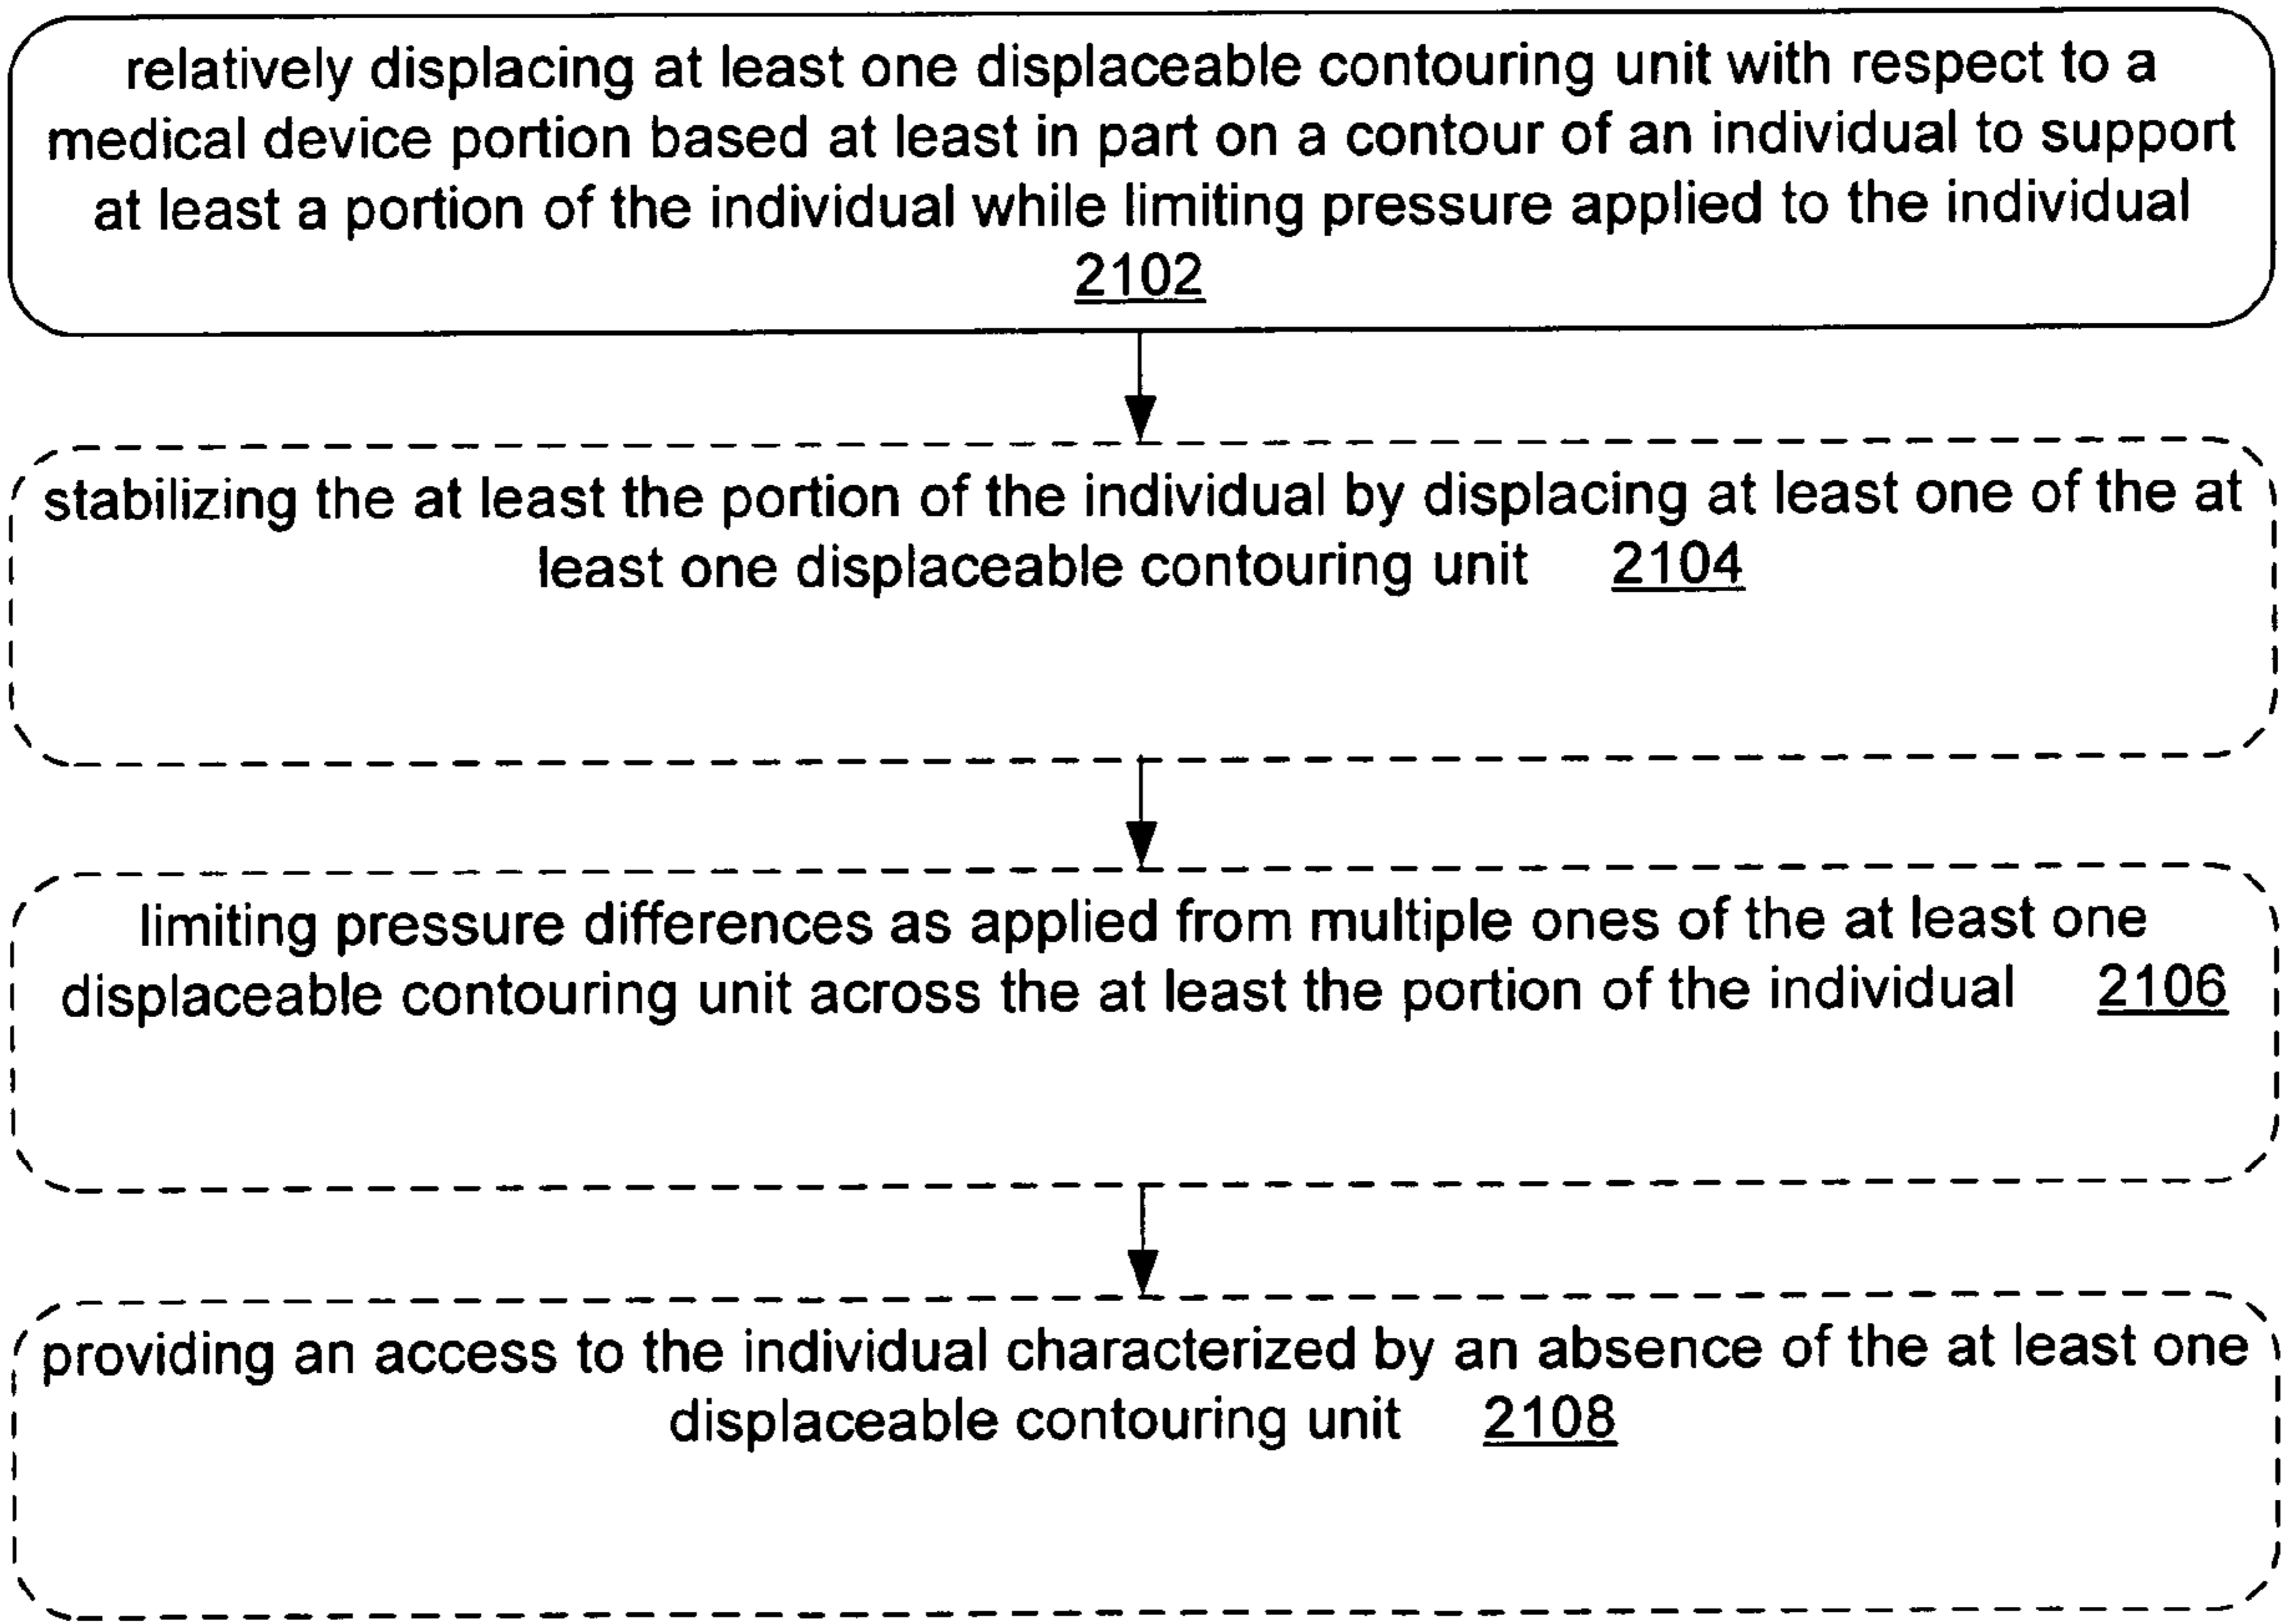 relatively displacing at least one displaceable contouring unit with respect to a
medical device portion based at least in part on a contour of an individual to support
at least a portion of the individual while limiting pressure applied to the individual
2102
stabilizing the at least the portion of the individual by displacing at least one of the at
least one displaceable contouring unit 2104
limiting pressure differences as applied from multiple ones of the at least one
displaceable contouring unit across the at least the portion of the individual 2106
providing an access to the individual characterized by an absence of the at least one
displaceable contouring unit 2108